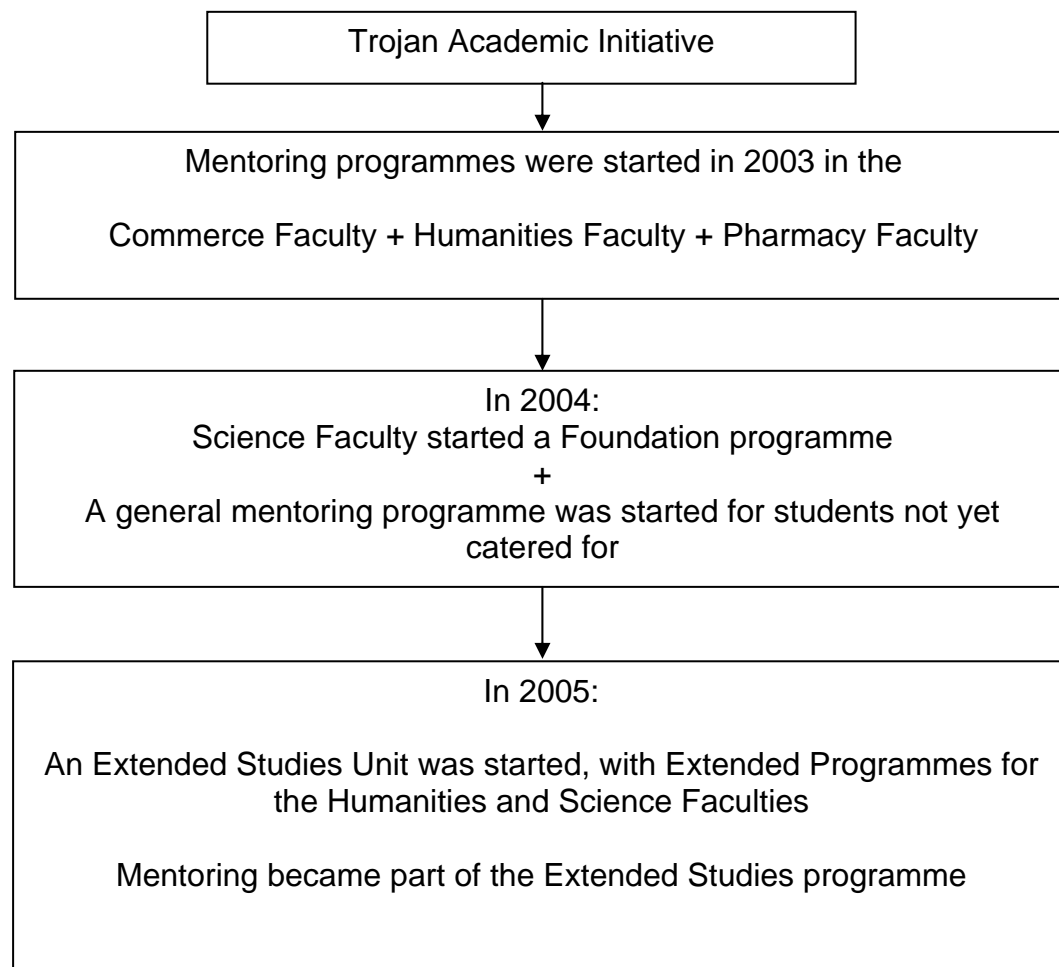 Trojan Academic Initiative
Mentoring programmes were started in 2003 in the
Commerce Faculty + Humanities Faculty + Pharmacy Faculty
In 2004:
Science Faculty started a Foundation programme
+
A general mentoring programme was started for students not yet
catered for
In 2005:
An Extended Studies Unit was started, with Extended Programmes for
the Humanities and Science Faculties
Mentoring became part of the Extended Studies programme